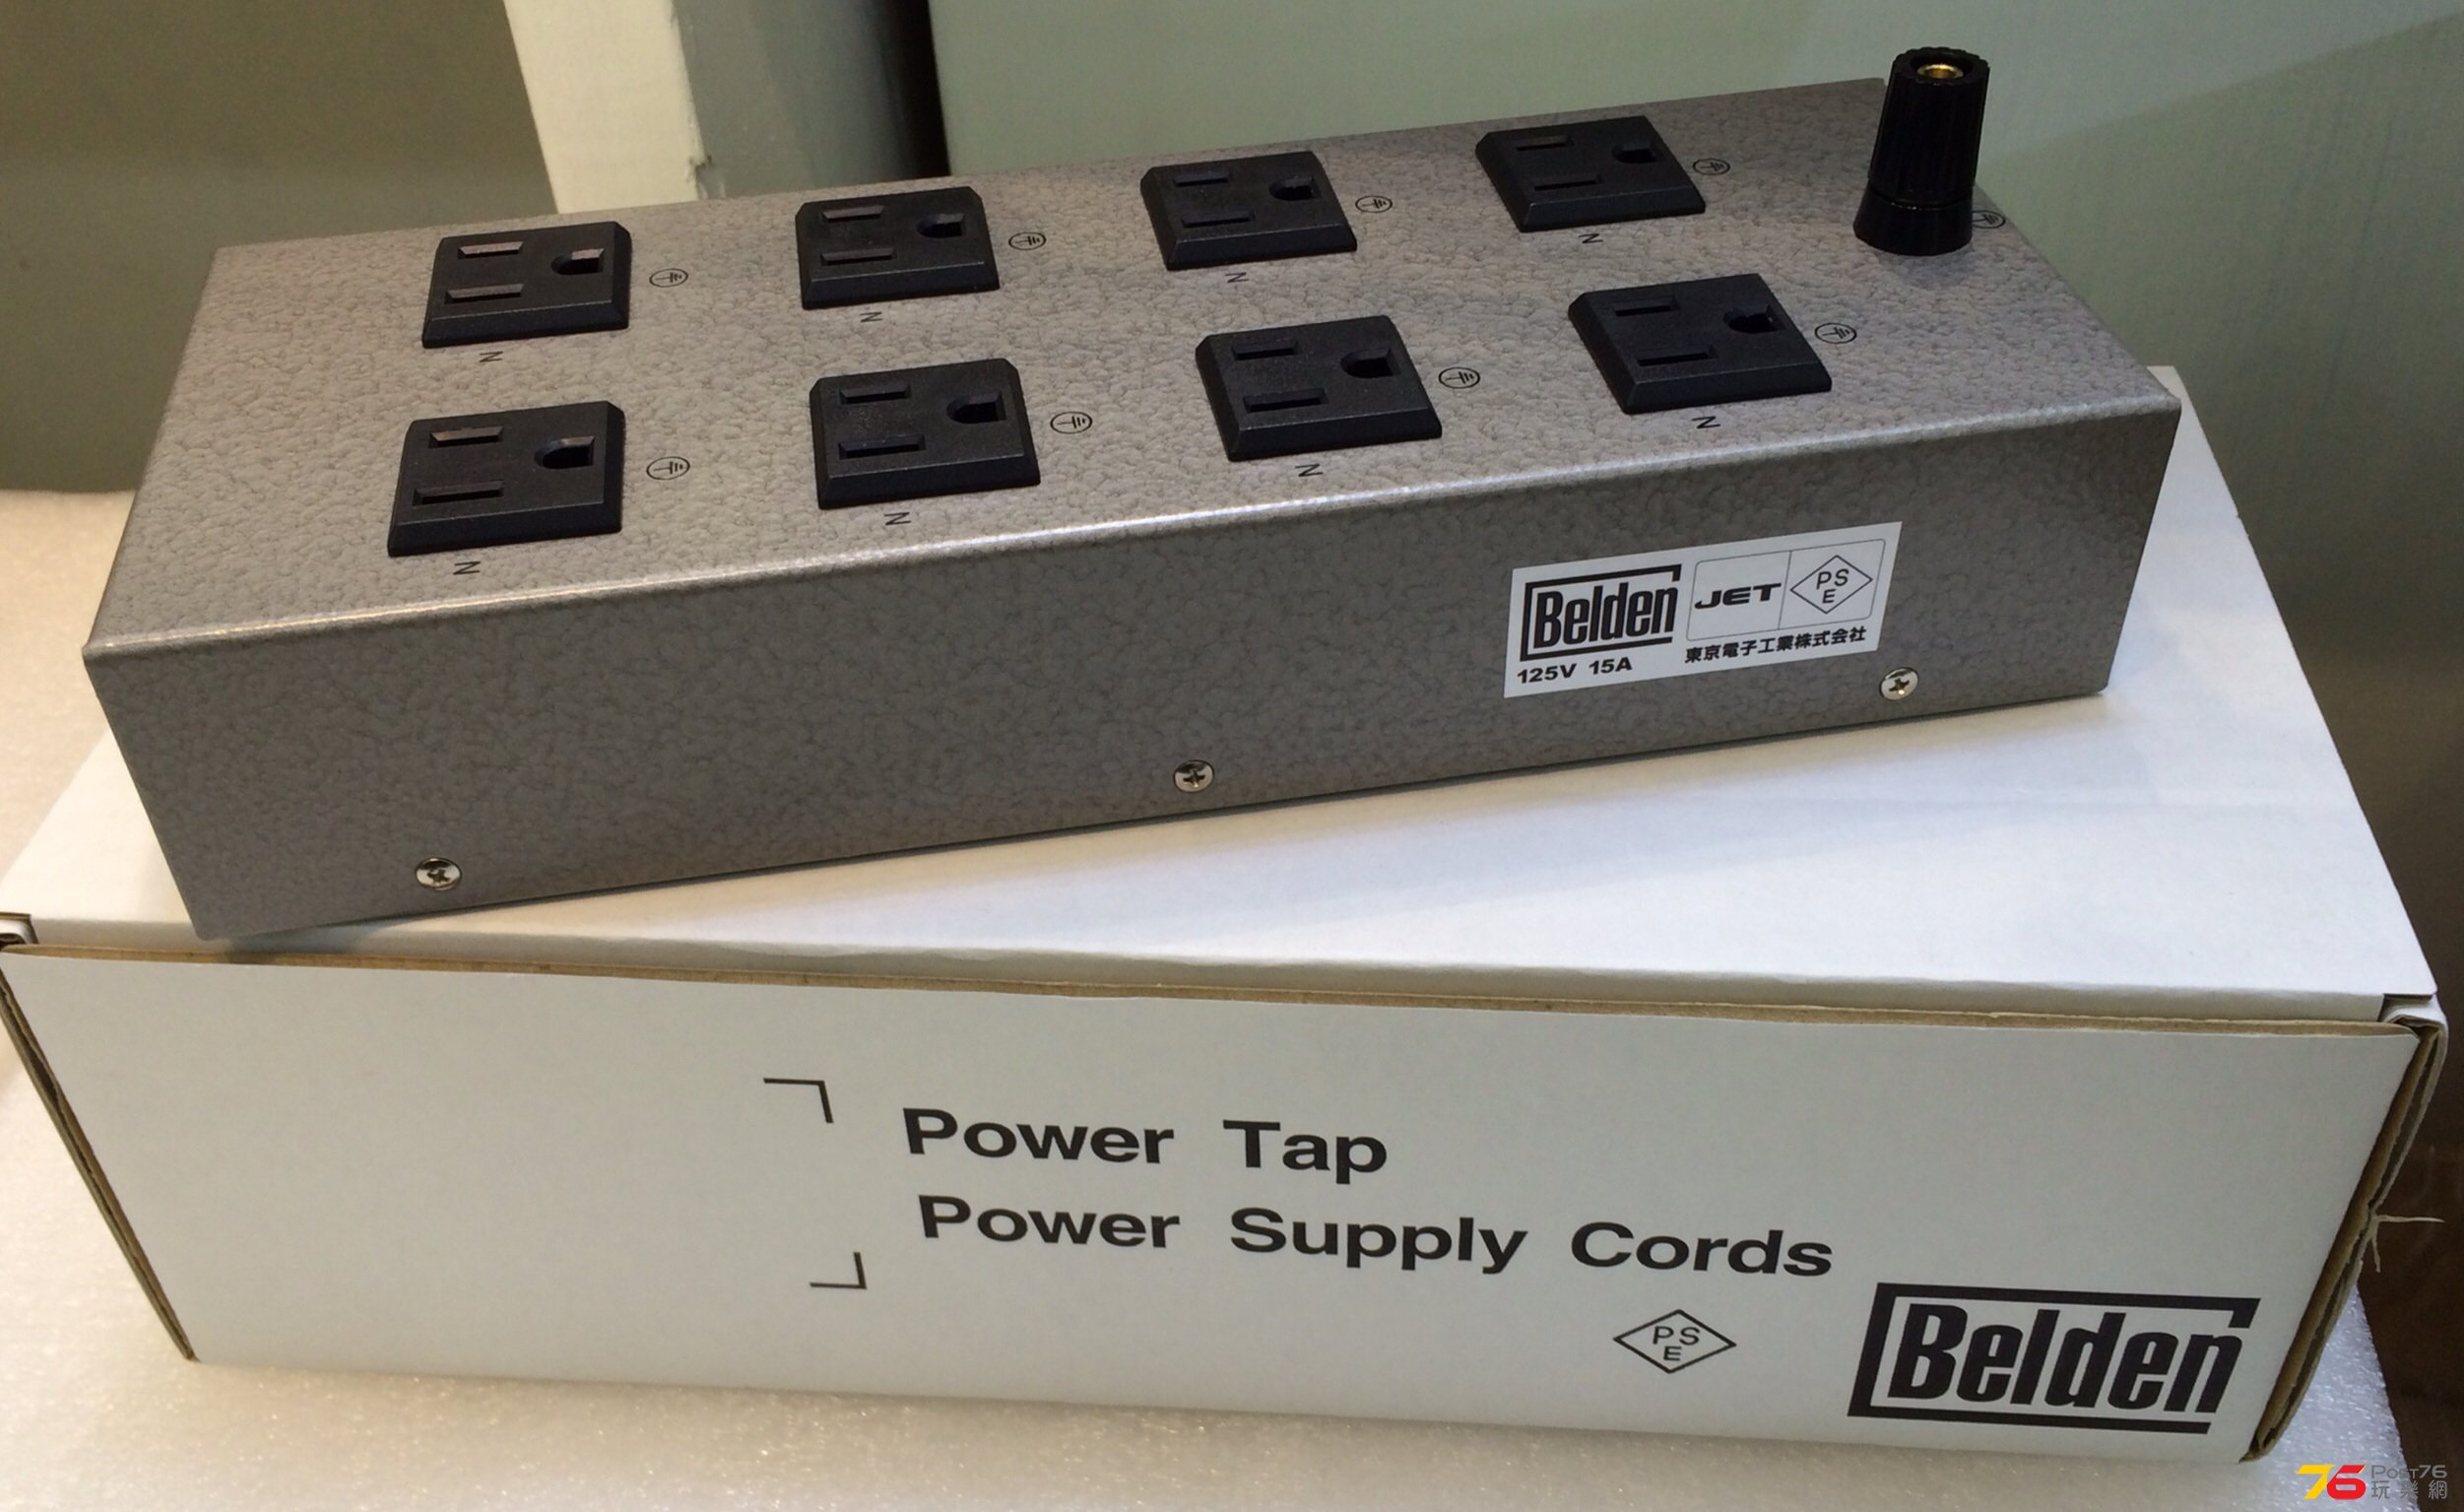 N
N
N
N
N
N
N
N
Belden JET PSE
125V 15A 東京電子工業株式会社
Power Tap
Power Supply Cords
PSE
Belden
76 POST76
玩樂網